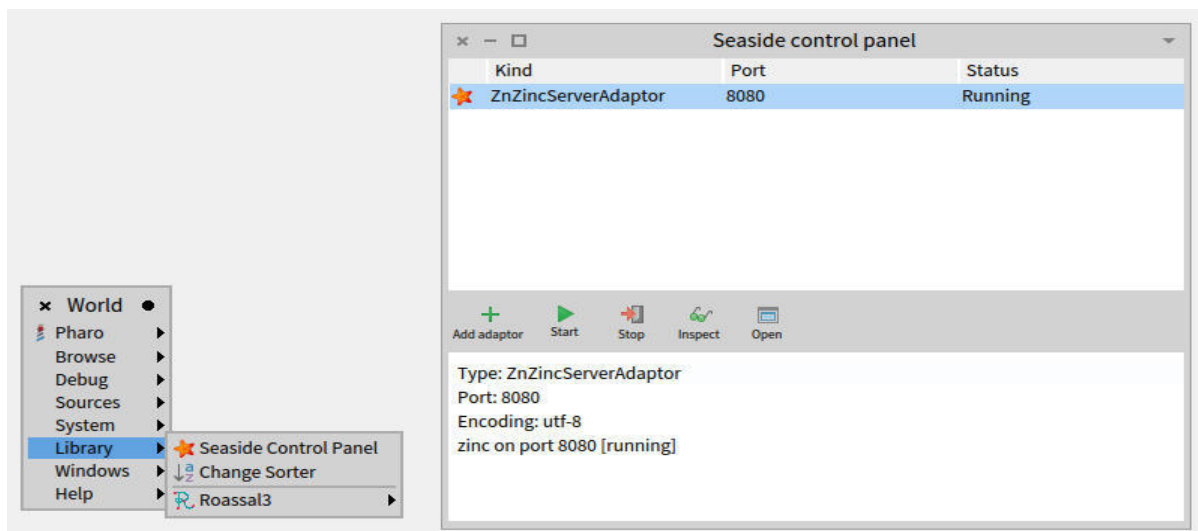 Seaside control panel
Kind Port Status
ZnZincServerAdaptor 8080 Running
Add adaptor Start Stop Inspect Open
Type: ZnZincServerAdaptor
Port: 8080
Encoding: utf-8
zinc on port 8080 [running]
World
Pharo
Browse
Debug
Sources
System
Library
Windows
Help
Seaside Control Panel
Change Sorter
Roassal3